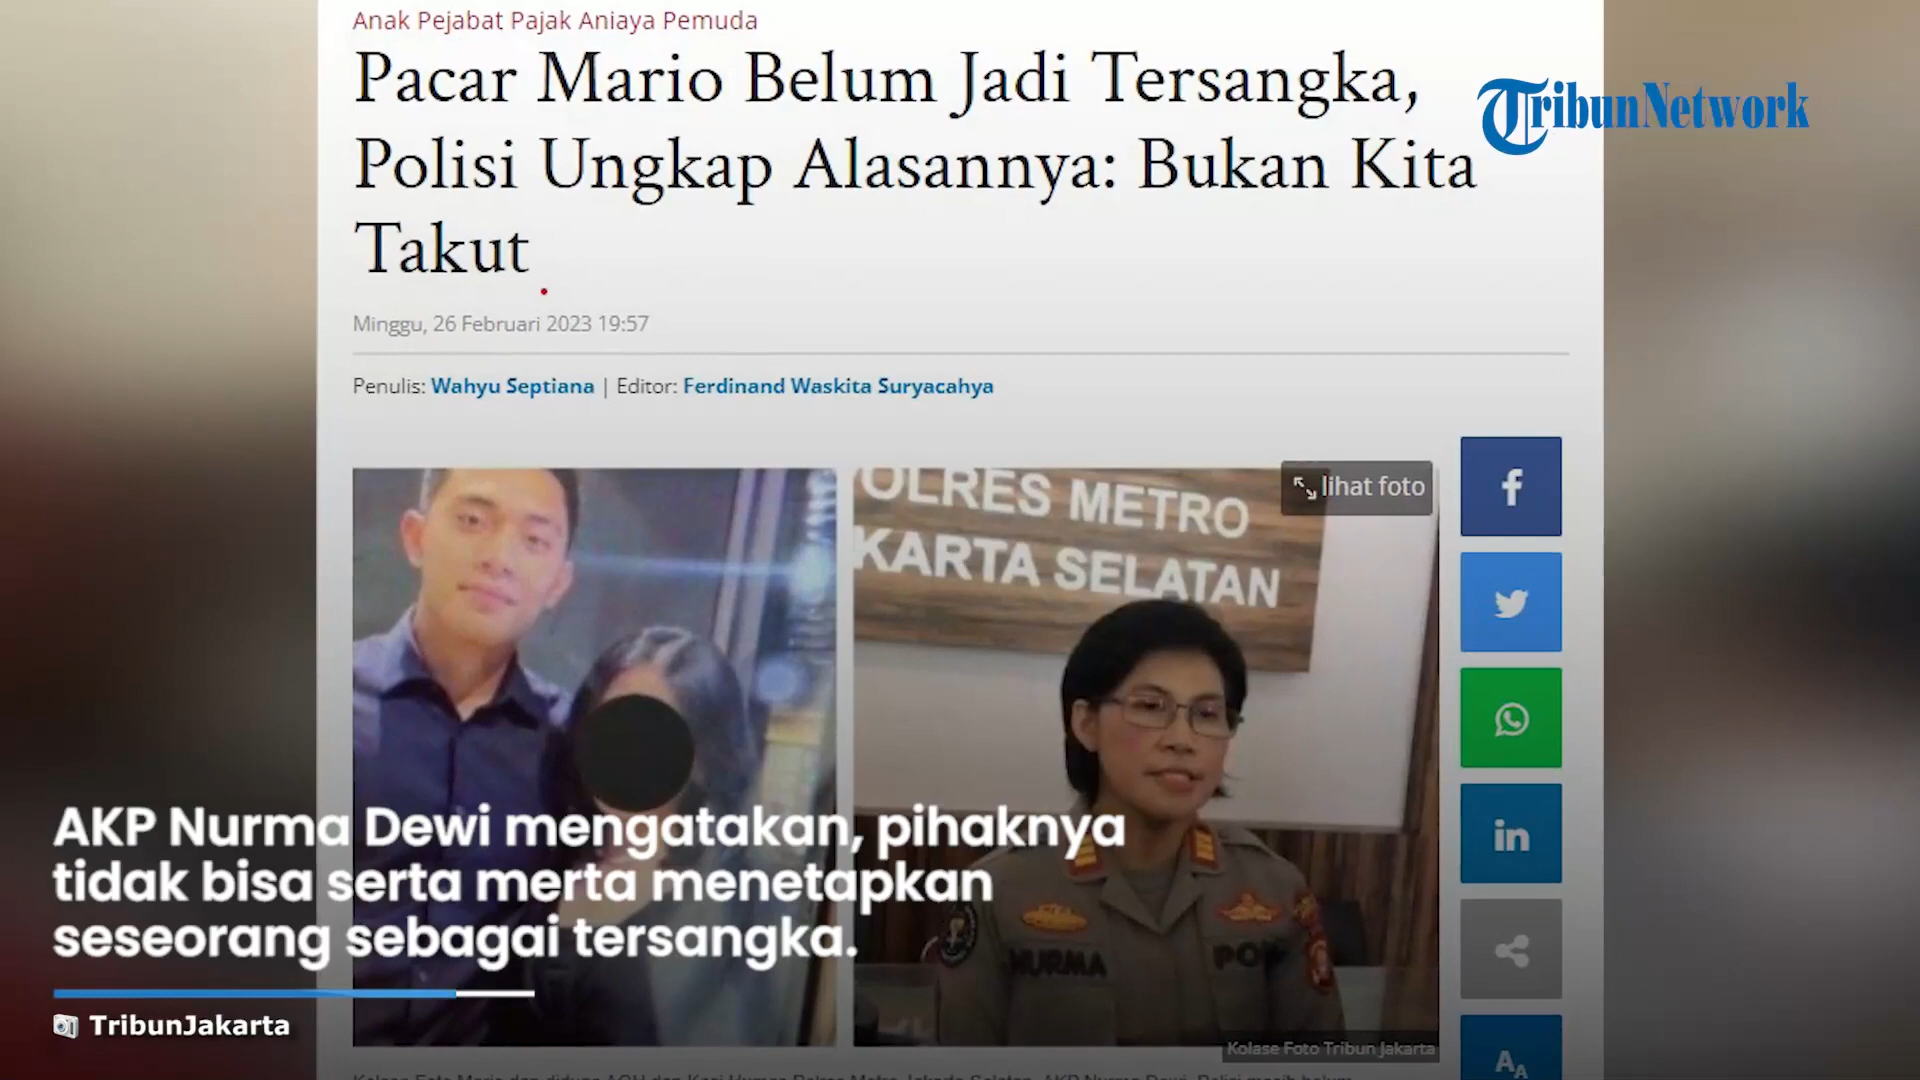 Anak Pejabat Pajak Aniaya Pemuda
Pacar Mario Belum Jadi Tersangka,
Polisi Ungkap Alasannya: Bukan Kita
Takut
TribunNetwork
Minggu, 26 Februari 2023 19:57
Penulis: Wahyu Septiana | Editor: Ferdinand Waskita Suryacahya
OLRES METRO
KARTA SELATAN
lihat foto
NURMA
AKP Nurma Dewi mengatakan, pihaknya
tidak bisa serta merta menetapkan
seseorang sebagai tersangka.
TribunJakarta
Kolase Foto Tribun Jakarta